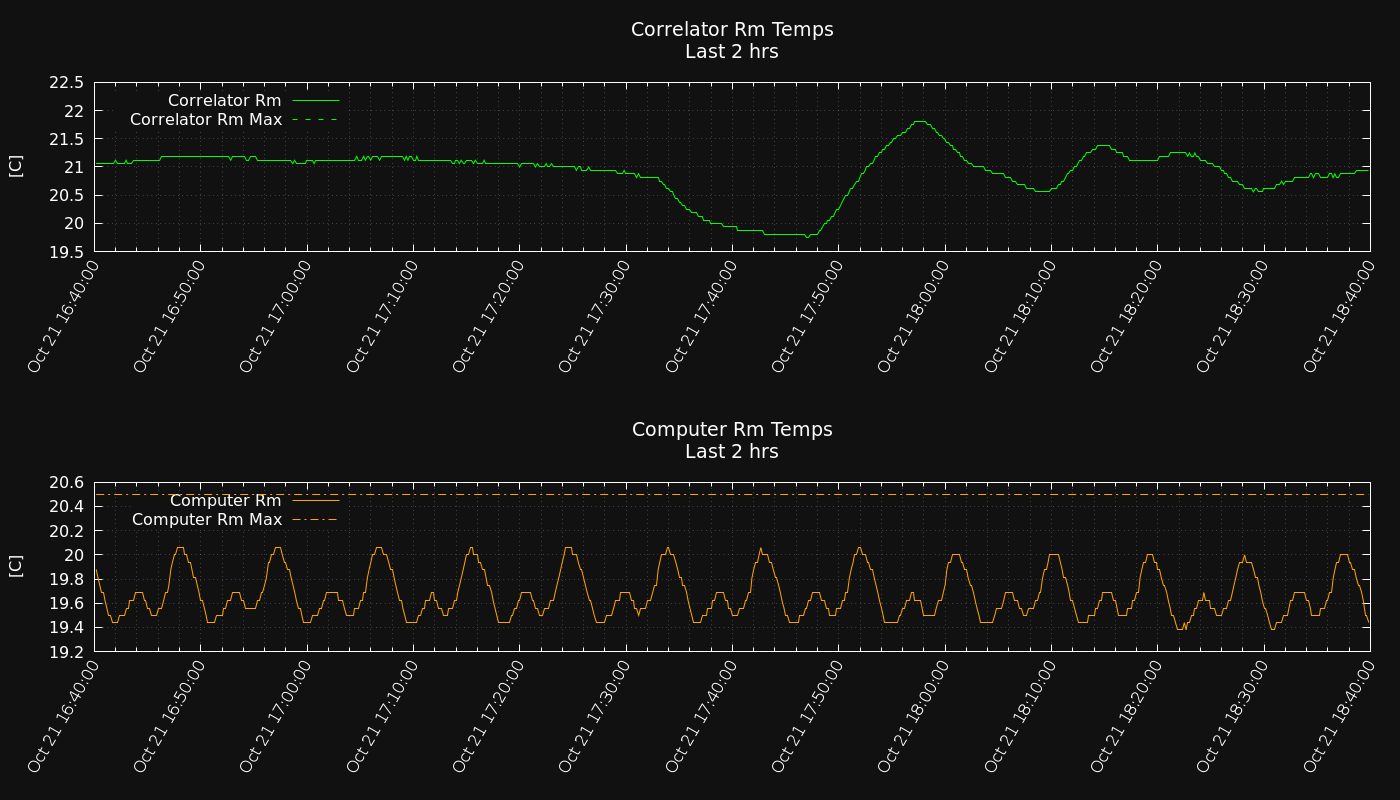 Correlator Rm Temps
Last 2 hrs
22.5
22
21.5
21
20.5
20
19.5
[C]
Correlator Rm
Correlator Rm Max
Oct 21 16:40:00
Oct 21 16:50:00
Oct 21 17:00:00
Oct 21 17:10:00
Oct 21 17:20:00
Oct 21 17:30:00
Oct 21 17:40:00
Oct 21 17:50:00
Oct 21 18:00:00
Oct 21 18:10:00
Oct 21 18:20:00
Oct 21 18:30:00
Oct 21 18:40:00
Computer Rm Temps
Last 2 hrs
20.6
20.4
20.2
20
19.8
19.6
19.4
19.2
[C]
Computer Rm
Computer Rm Max
Oct 21 16:40:00
Oct 21 16:50:00
Oct 21 17:00:00
Oct 21 17:10:00
Oct 21 17:20:00
Oct 21 17:30:00
Oct 21 17:40:00
Oct 21 17:50:00
Oct 21 18:00:00
Oct 21 18:10:00
Oct 21 18:20:00
Oct 21 18:30:00
Oct 21 18:40:00